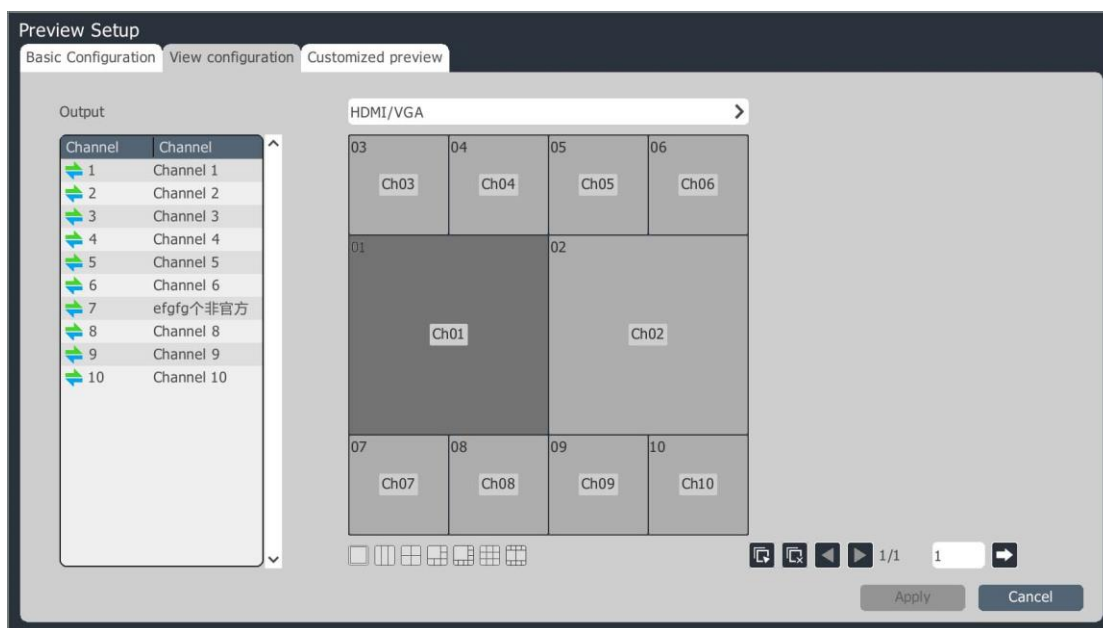 Preview Setup
Basic Configuration View configuration Customized preview
Output HDMI/VGA
Channel Channel
1 Channel 1
2 Channel 2
3 Channel 3
4 Channel 4
5 Channel 5
6 Channel 6
7 efgfg个非官方
8 Channel 8
9 Channel 9
10 Channel 10
03 04 05 06
Ch03 Ch04 Ch05 Ch06
01 02
Ch01 Ch02
07 08 09 10
Ch07 Ch08 Ch09 Ch10
1/1 1
Apply Cancel